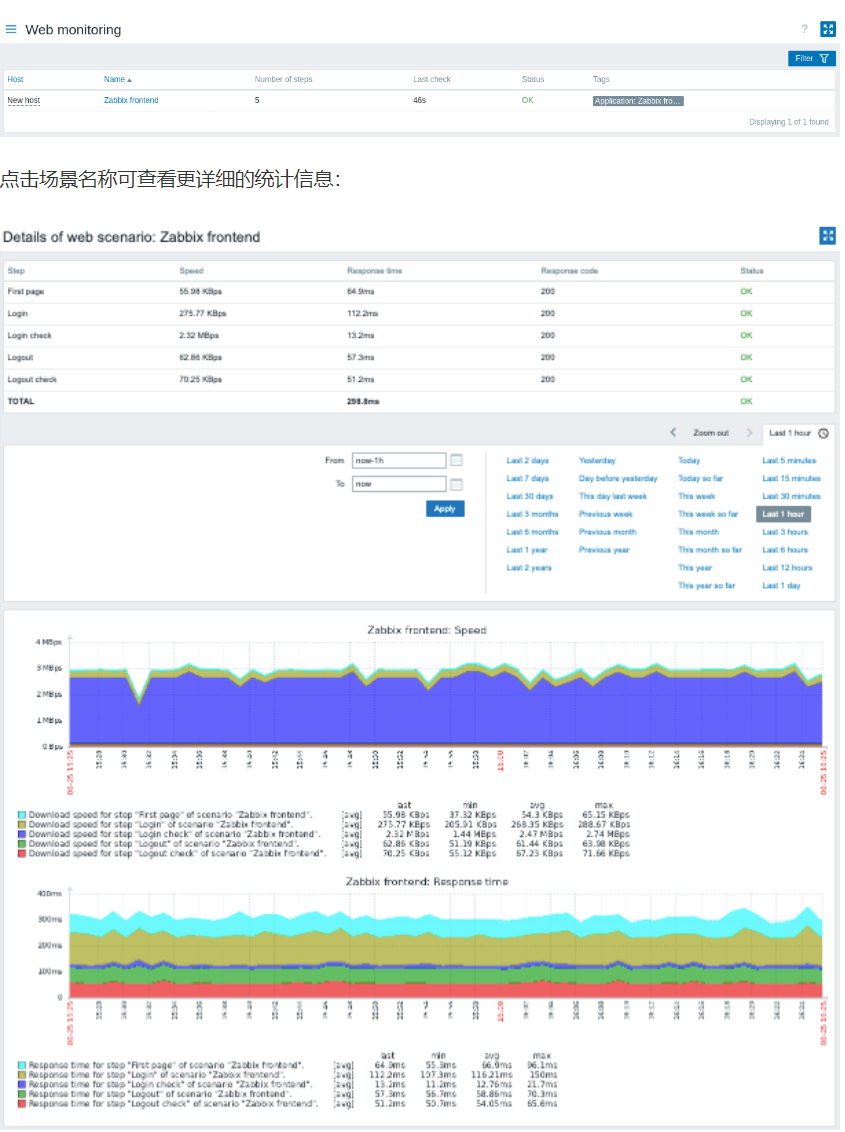 Web monitoring ?
Filter
Host Name Number of steps Last check Status Tags
New host Zabbix frontend 5 46s OK Application: Zabbix fro...
Displaying 1 of 1 found
点击场景名称可查看更详细的统计信息：
Details of web scenario: Zabbix frontend
Step Speed Response time Response code Status
First page 55.98 KBps 64.9ms 200 OK
Login 275.77 KBps 112.2ms 200 OK
Login check 2.32 MBps 13.2ms 200 OK
Logout 62.86 KBps 57.3ms 200 OK
Logout check 70.25 KBps 51.2ms 200 OK
TOTAL 298.8ms OK
Zoom out Last 1 hour
From now-1h
To now
Apply
Last 2 days Yesterday Today Last 5 minutes
Last 7 days Day before yesterday Today so far Last 15 minutes
Last 30 days This day last week This week Last 30 minutes
Last 3 months Previous week This week so far Last 1 hour
Last 6 months Previous month This month Last 3 hours
Last 1 year Previous year This month so far Last 6 hours
Last 2 years This year Last 12 hours
This year so far Last 1 day
Zabbix frontend: Speed
4 MBps
3 MBps
2 MBps
1 MBps
0 Bps
last min avg max
Download speed for step "First page" of scenario "Zabbix frontend". [avg] 55.98 KBps 37.32 KBps 54.3 KBps 65.15 KBps
Download speed for step "Login" of scenario "Zabbix frontend". [avg] 275.77 KBps 205.91 KBps 268.35 KBps 288.67 KBps
Download speed for step "Login check" of scenario "Zabbix frontend". [avg] 2.32 MBps 1.44 MBps 2.47 MBps 2.74 MBps
Download speed for step "Logout" of scenario "Zabbix frontend". [avg] 62.86 KBps 51.19 KBps 61.44 KBps 63.98 KBps
Download speed for step "Logout check" of scenario "Zabbix frontend". [avg] 70.25 KBps 55.12 KBps 67.23 KBps 71.66 KBps
Zabbix frontend: Response time
400ms
300ms
200ms
100ms
0
last min avg max
Response time for step "First page" of scenario "Zabbix frontend". [avg] 64.9ms 55.3ms 66.9ms 96.1ms
Response time for step "Login" of scenario "Zabbix frontend". [avg] 112.2ms 107.3ms 116.21ms 150ms
Response time for step "Login check" of scenario "Zabbix frontend". [avg] 13.2ms 11.2ms 12.76ms 21.7ms
Response time for step "Logout" of scenario "Zabbix frontend". [avg] 57.3ms 56.7ms 58.86ms 70.3ms
Response time for step "Logout check" of scenario "Zabbix frontend". [avg] 51.2ms 50.7ms 54.05ms 65.6ms